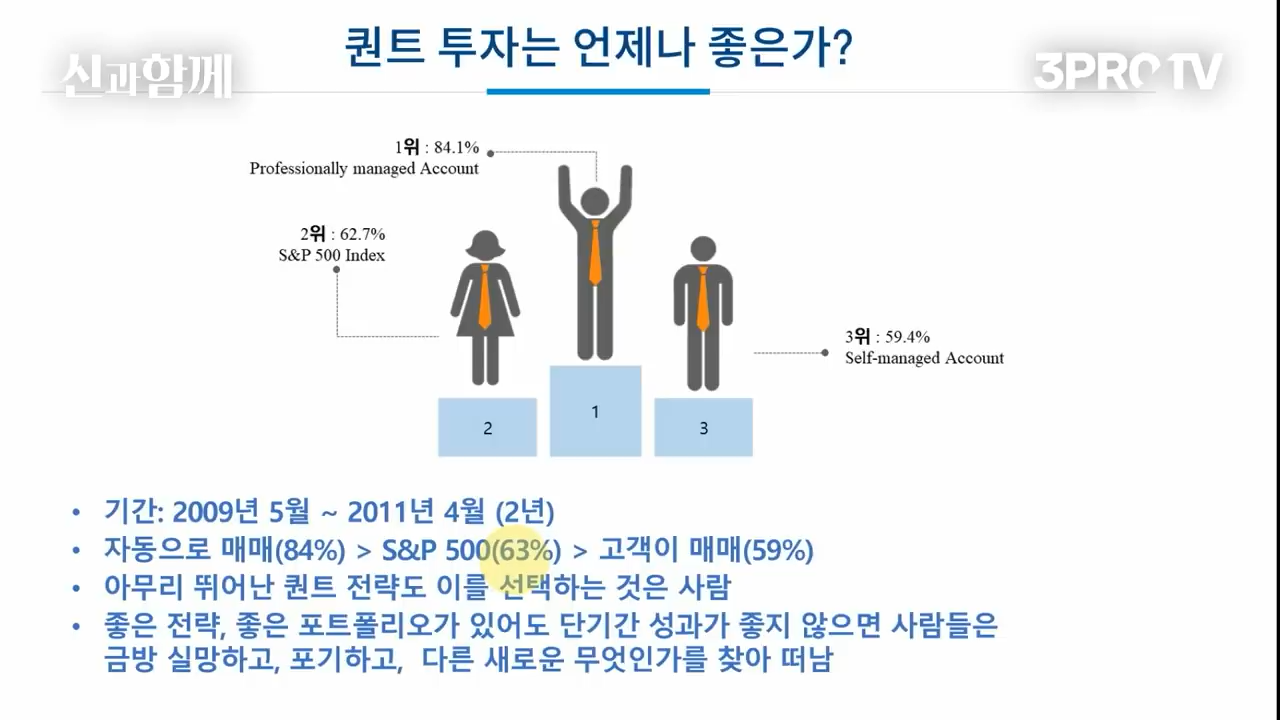 퀀트 투자는 언제나 좋은가?
신과함께
3PROTV
1위 : 84.1%
Professionally managed Account
2위 : 62.7%
S&P 500 Index
3위 : 59.4%
Self-managed Account
2
1
3
• 기간: 2009년 5월 ~ 2011년 4월 (2년)
• 자동으로 매매(84%) > S&P 500(63%) > 고객이 매매(59%)
• 아무리 뛰어난 퀀트 전략도 이를 선택하는 것은 사람
• 좋은 전략, 좋은 포트폴리오가 있어도 단기간 성과가 좋지 않으면 사람들은
금방 실망하고, 포기하고, 다른 새로운 무엇인가를 찾아 떠남